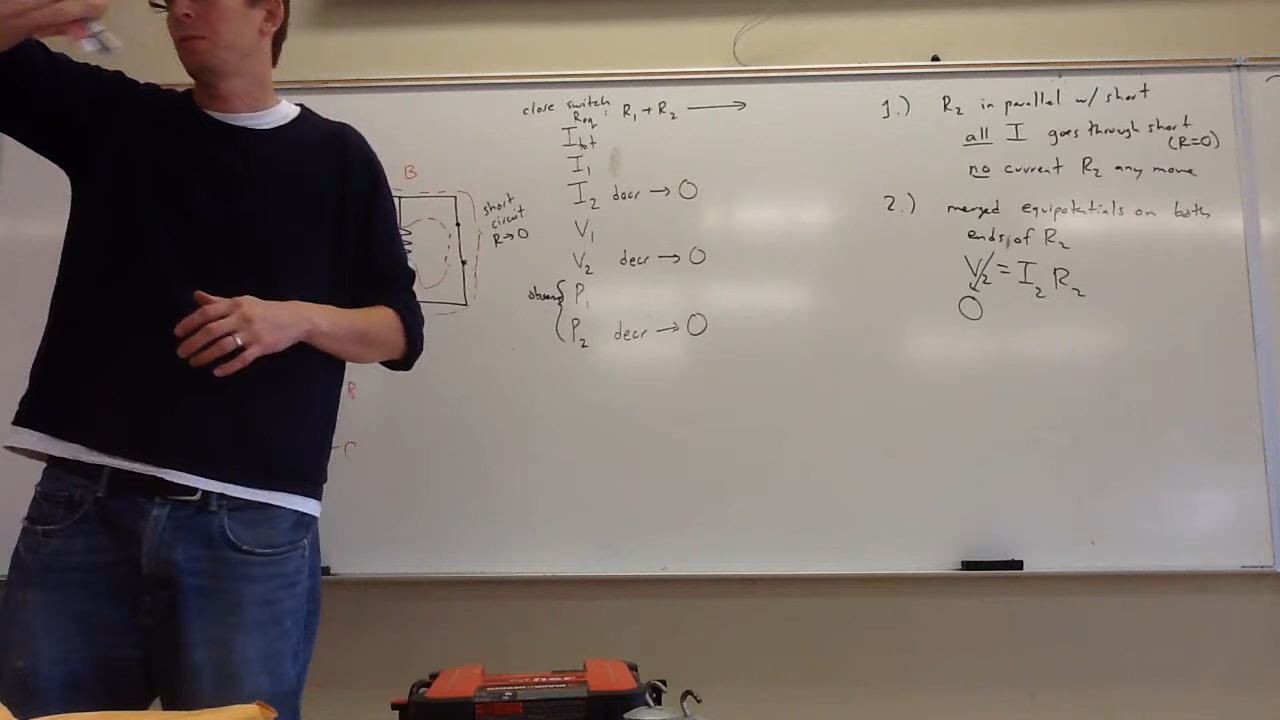 B
short
circuit
R→0
B
C
close switch
Req: R₁ + R₂ →
I tot
I₁
I₂ decr → 0
V₁
V₂ decr → 0
P₁
P₂ decr → 0
1.) R₂ in parallel w/ short
all I goes through short
(R=0)
no current R₂ any more
2.) merged equipotentials on both
ends of R₂
V₂ = I₂ R₂
0